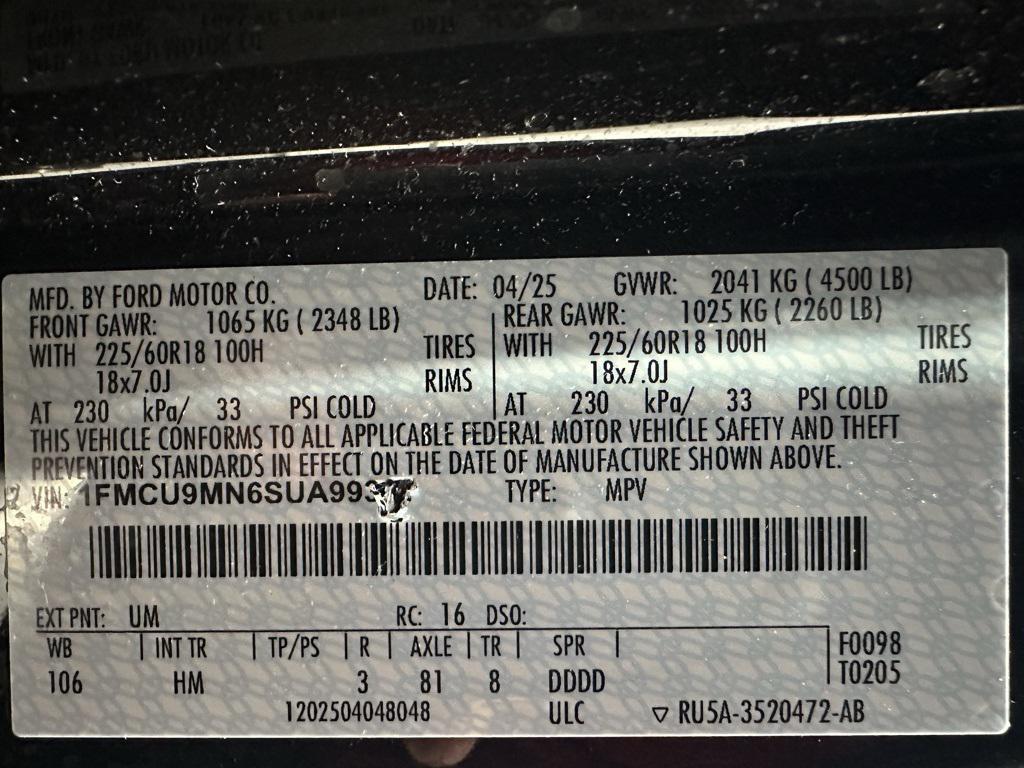 MFD. BY FORD MOTOR CO. DATE: 04/25 GVWR: 2041 KG ( 4500 LB)
FRONT GAWR: 1065 KG ( 2348 LB) REAR GAWR: 1025 KG ( 2260 LB)
WITH 225/60R18 100H TIRES WITH 225/60R18 100H TIRES
18x7.0J RIMS 18x7.0J RIMS
AT 230 kPa/ 33 PSI COLD AT 230 kPa/ 33 PSI COLD
THIS VEHICLE CONFORMS TO ALL APPLICABLE FEDERAL MOTOR VEHICLE SAFETY AND THEFT
PREVENTION STANDARDS IN EFFECT ON THE DATE OF MANUFACTURE SHOWN ABOVE.
VIN: TYPE: MPV
EXT PNT: UM RC: 16 DSO:
WB | INT TR | TP/PS | R | AXLE | TR | SPR | F0098
106 HM 3 81 8 DDDD T0205
1202504048048 ULC ▽ RU5A-3520472-AB